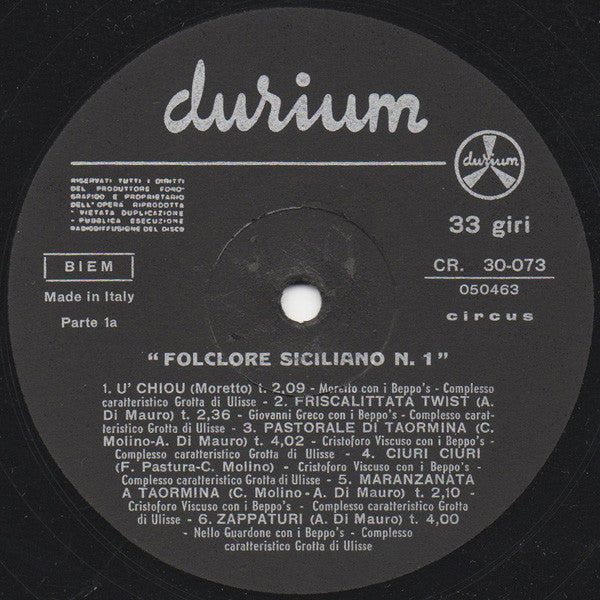 durium
durium
RISERVATI TUTTI I DIRITTI
DEL PRODUTTORE FONO-
GRAFICO E PROPRIETARIO
DELL'OPERA RIPRODOTTA
- VIETATA DUPLICAZIONE
- PUBBLICA ESECUZIONE
RADIODIFFUSIONE DEL DISCO
33 giri
BIEM
CR. 30-073
050463
Made in Italy
circus
Parte 1a
"FOLCLORE SICILIANO N. 1"
1. U' CHIOU (Moretto) t. 2,09 - Moretto con i Beppo's - Complesso
caratteristico Grotta di Ulisse - 2. FRISCALITTATA TWIST (A.
Di Mauro) t. 2,36 - Giovanni Greco con i Beppo's - Complesso carat-
teristico Grotta di Ulisse - 3. PASTORALE DI TAORMINA (C.
Molino-A. Di Mauro) t. 4,02 - Cristoforo Viscuso con i Beppo's -
Complesso caratteristico Grotta di Ulisse - 4. CIURI CIURI
(F. Pastura-C. Molino) - Cristoforo Viscuso con i Beppo's -
Complesso caratteristico Grotta di Ulisse - 5. MARANZANATA
A TAORMINA (C. Molino - A. Di Mauro) t. 2,10 -
Cristoforo Viscuso con i Beppo's - Complesso caratteristico Grotta
di Ulisse - 6. ZAPPATURI (A. Di Mauro) t. 4,00
- Nello Guardone con i Beppo's - Complesso
caratteristico Grotta di Ulisse